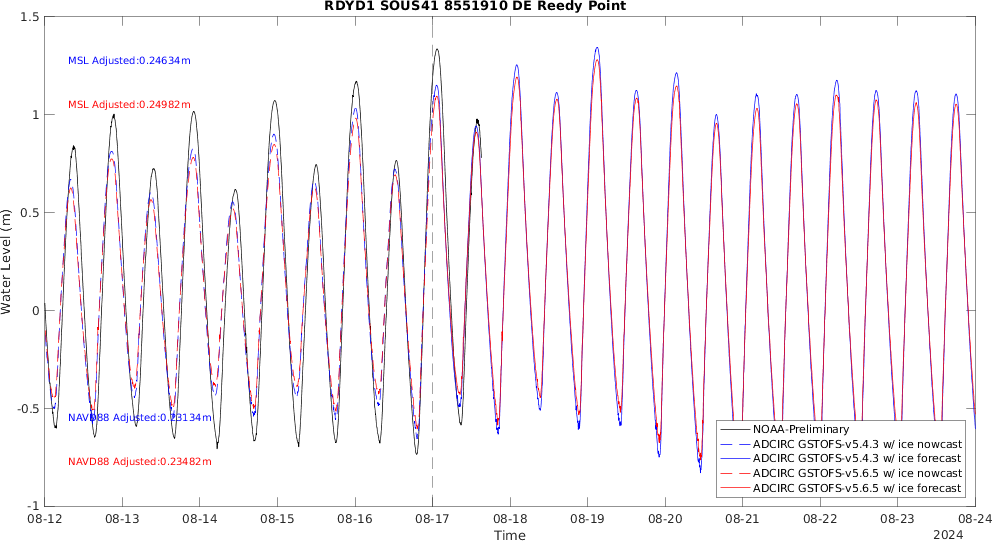 RDYD1 SOUS41 8551910 DE Reedy Point
1.5
MSL Adjusted:0.24634m
MSL Adjusted:0.24982m
1
0.5
Water Level (m)
0
-0.5
NAVD88 Adjusted:0.23134m
NAVD88 Adjusted:0.23482m
NOAA-Preliminary
ADCIRC GSTOFS-v5.4.3 w/ ice nowcast
ADCIRC GSTOFS-v5.4.3 w/ ice forecast
ADCIRC GSTOFS-v5.6.5 w/ ice nowcast
ADCIRC GSTOFS-v5.6.5 w/ ice forecast
-1
08-12 08-13 08-14 08-15 08-16 08-17 08-18 08-19 08-20 08-21 08-22 08-23 08-24
Time
2024